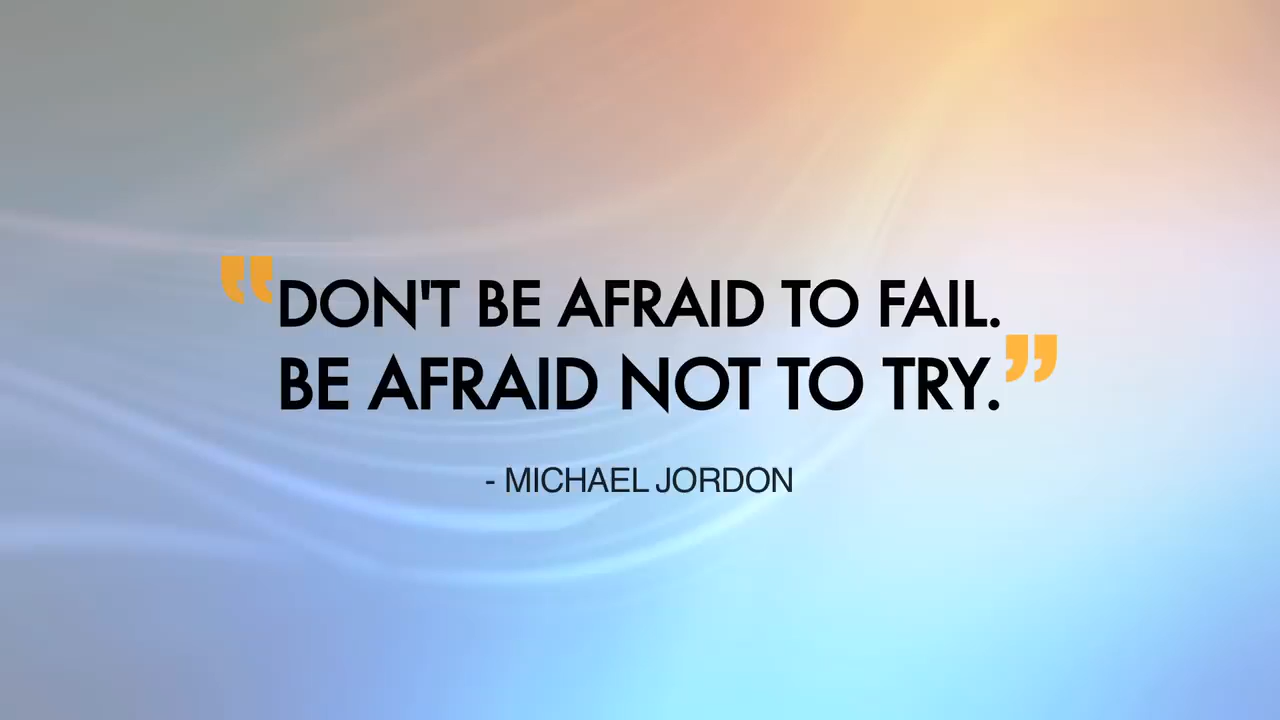 “DON'T BE AFRAID TO FAIL.
BE AFRAID NOT TO TRY.”
- MICHAEL JORDON